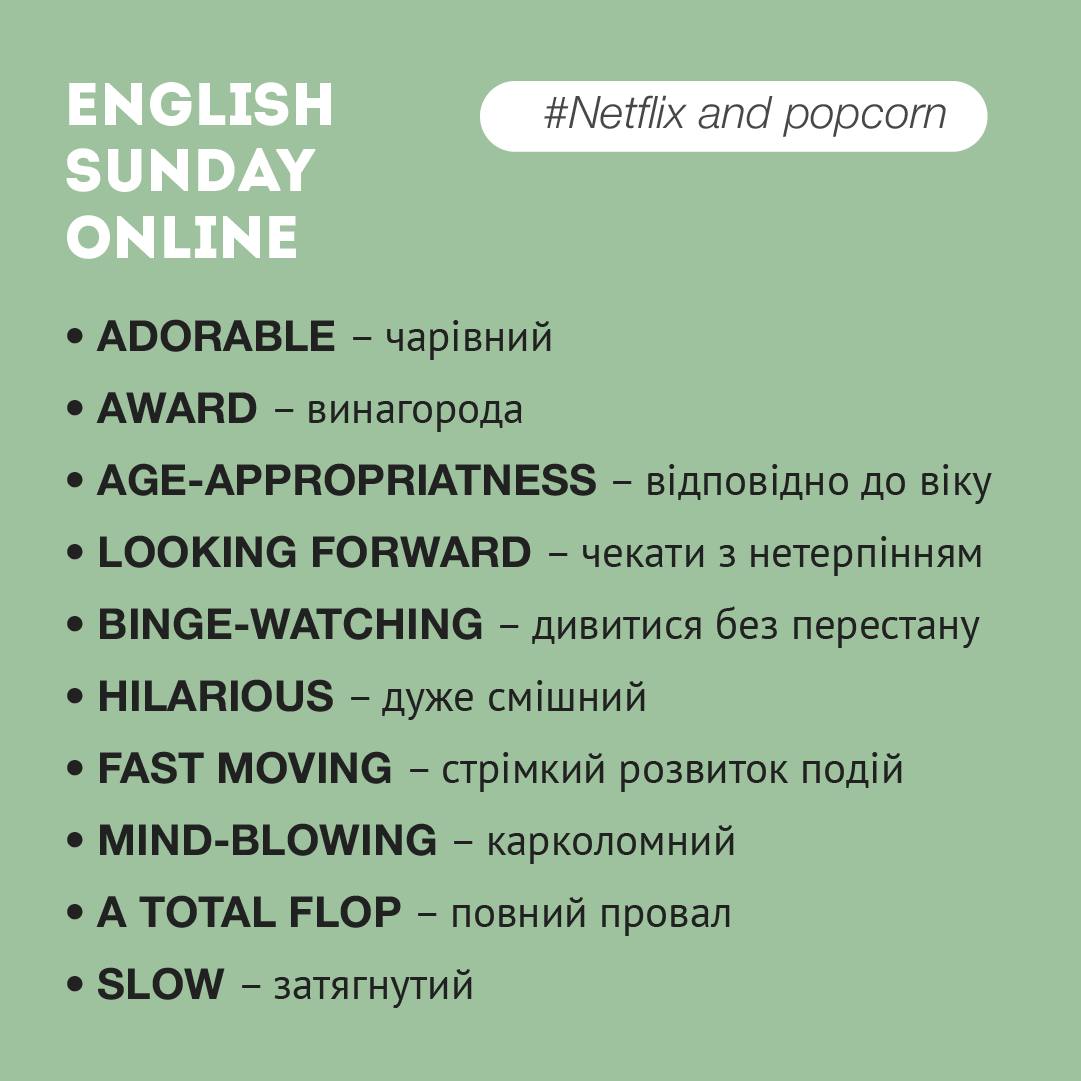 ENGLISH
SUNDAY
ONLINE
#Netflix and popcorn
• ADORABLE – чарівний
• AWARD – винагорода
• AGE-APPROPRIATNESS – відповідно до віку
• LOOKING FORWARD – чекати з нетерпінням
• BINGE-WATCHING – дивитися без перестану
• HILARIOUS – дуже смішний
• FAST MOVING – стрімкий розвиток подій
• MIND-BLOWING – карколомний
• A TOTAL FLOP – повний провал
• SLOW – затягнутий